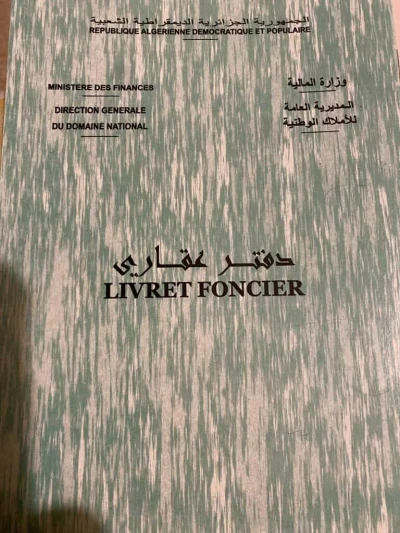 الجمهورية الجزائرية الديمقراطية الشعبية
REPUBLIQUE ALGERIENNE DEMOCRATIQUE ET POPULAIRE
وزارة المالية
MINISTERE DES FINANCES
المديرية العامة
للأملاك الوطنية
DIRECTION GENERALE
DU DOMAINE NATIONAL
دفتر عقاري
LIVRET FONCIER